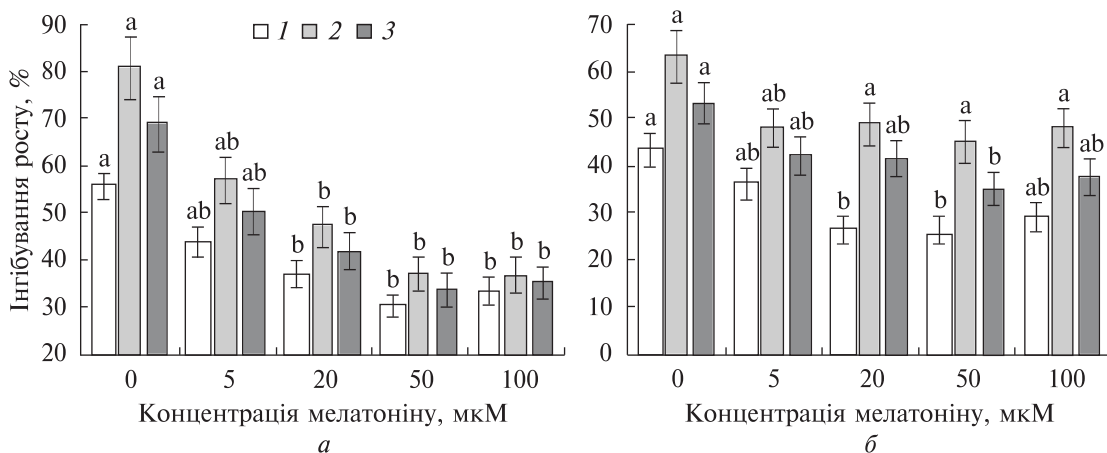 Інгібування росту, %
90
80
70
60
50
40
30
20
1 2 3
a a a
ab ab ab
b b b
b b b
b b b
0 5 20 50 100
Концентрація мелатоніну, мкМ
а
70
60
50
40
30
20
10
0
a a a
ab ab ab
b a ab
b a b
ab a ab
0 5 20 50 100
Концентрація мелатоніну, мкМ
б